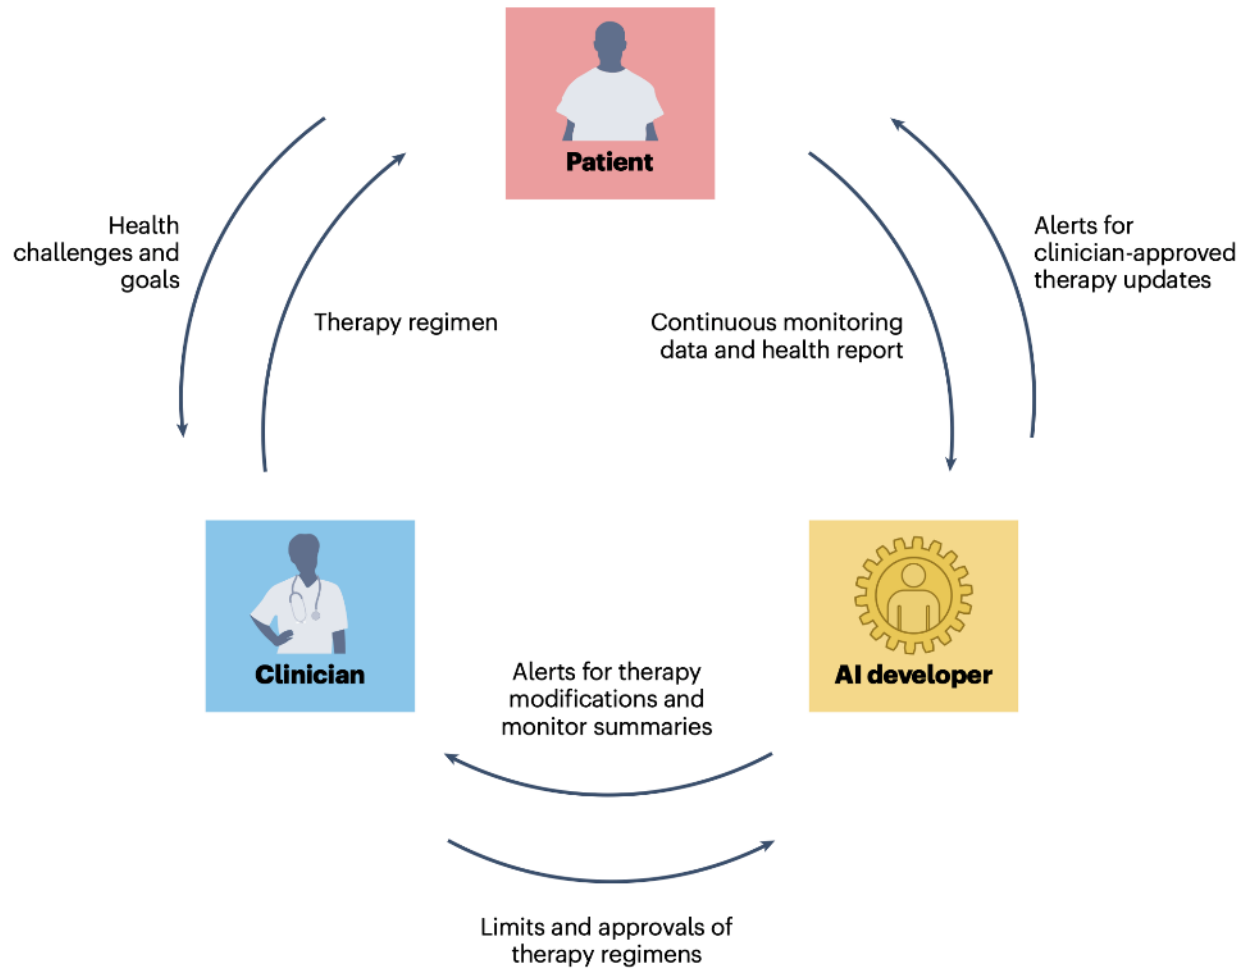 Patient
Health
challenges and
goals
Therapy regimen
Continuous monitoring
data and health report
Alerts for
clinician-approved
therapy updates
Clinician
AI developer
Alerts for therapy
modifications and
monitor summaries
Limits and approvals of
therapy regimens